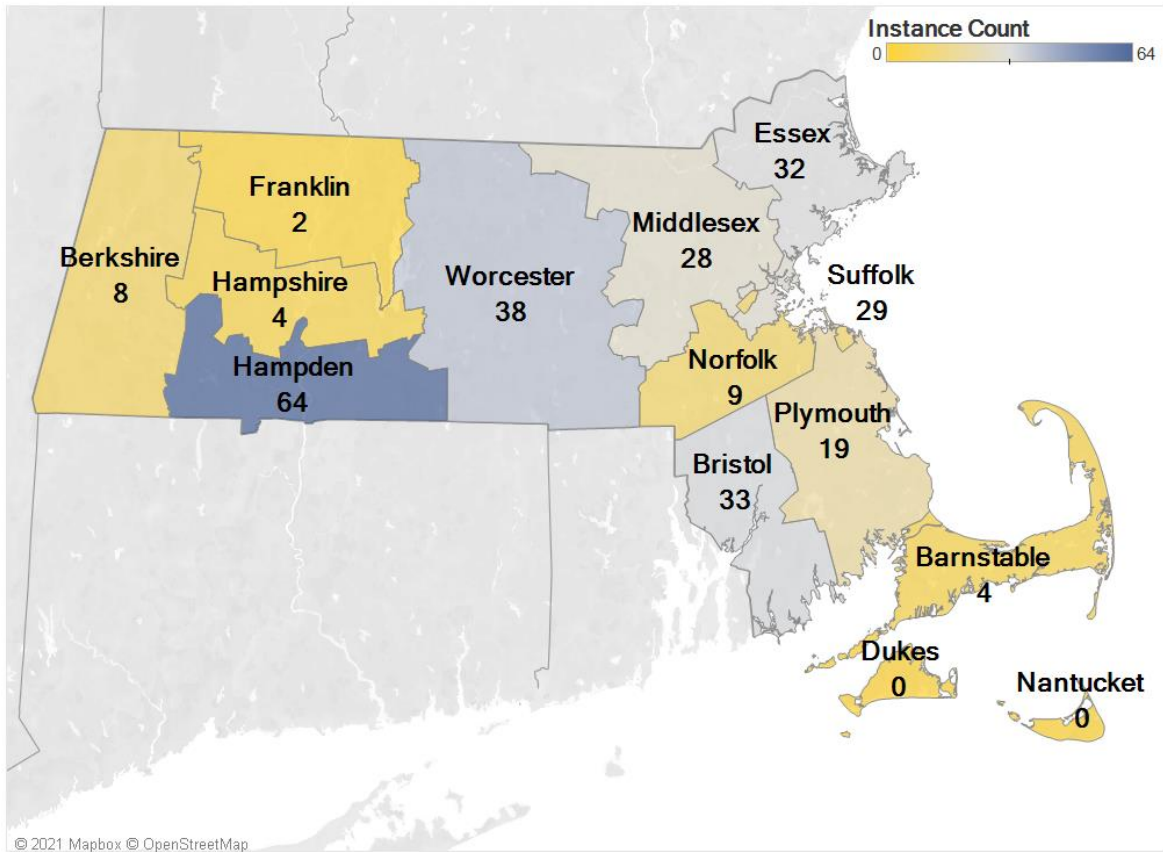 Instance Count
0 64
Essex
32
Franklin
2
Middlesex
28
Berkshire
8
Hampshire
4
Worcester
38
Suffolk
29
Hampden
64
Norfolk
9
Plymouth
19
Bristol
33
Barnstable
4
Dukes
0
Nantucket
0
© 2021 Mapbox © OpenStreetMap